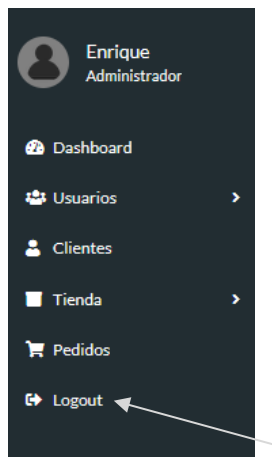 Enrique
Administrador
Dashboard
Usuarios
Clientes
Tienda
Pedidos
Logout